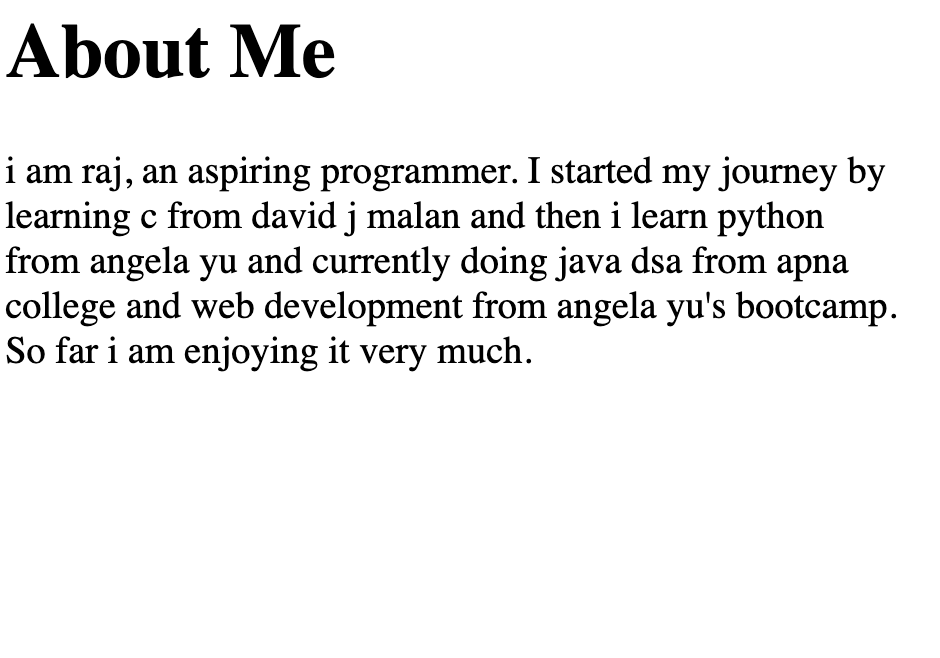 About Me
i am raj, an aspiring programmer. I started my journey by
learning c from david j malan and then i learn python
from angela yu and currently doing java dsa from apna
college and web development from angela yu's bootcamp.
So far i am enjoying it very much.